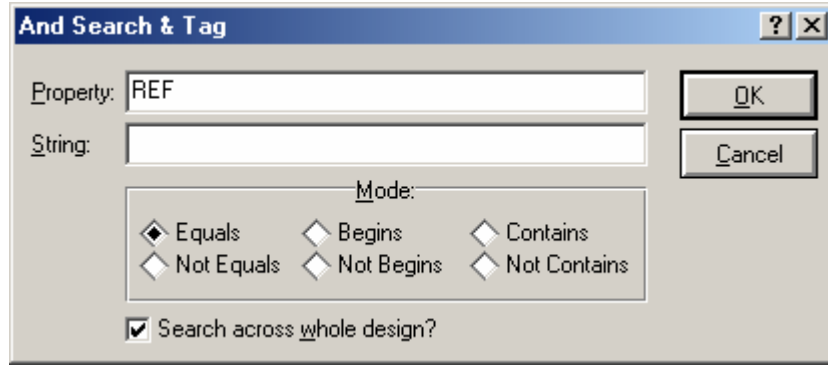 And Search & Tag
Property: REF OK
String: Cancel
Mode:
Equals Begins Contains
Not Equals Not Begins Not Contains
Search across whole design?